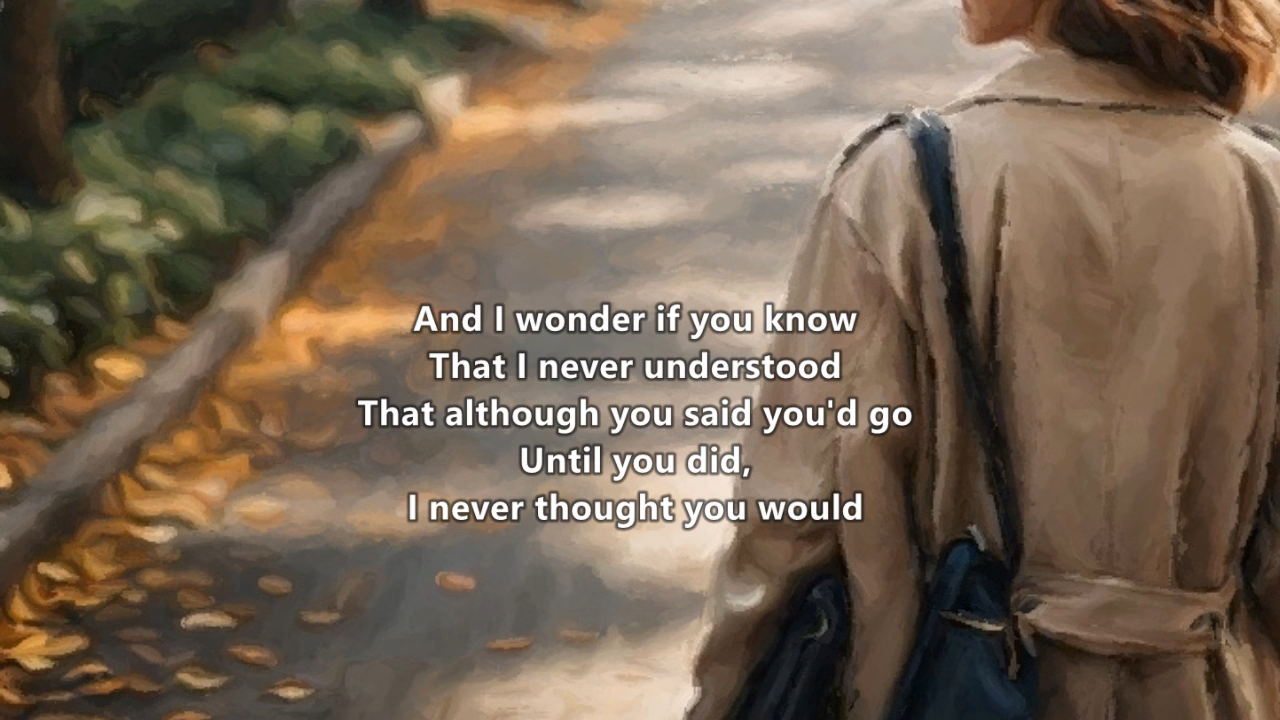 And I wonder if you know
That I never understood
That although you said you'd go
Until you did,
I never thought you would